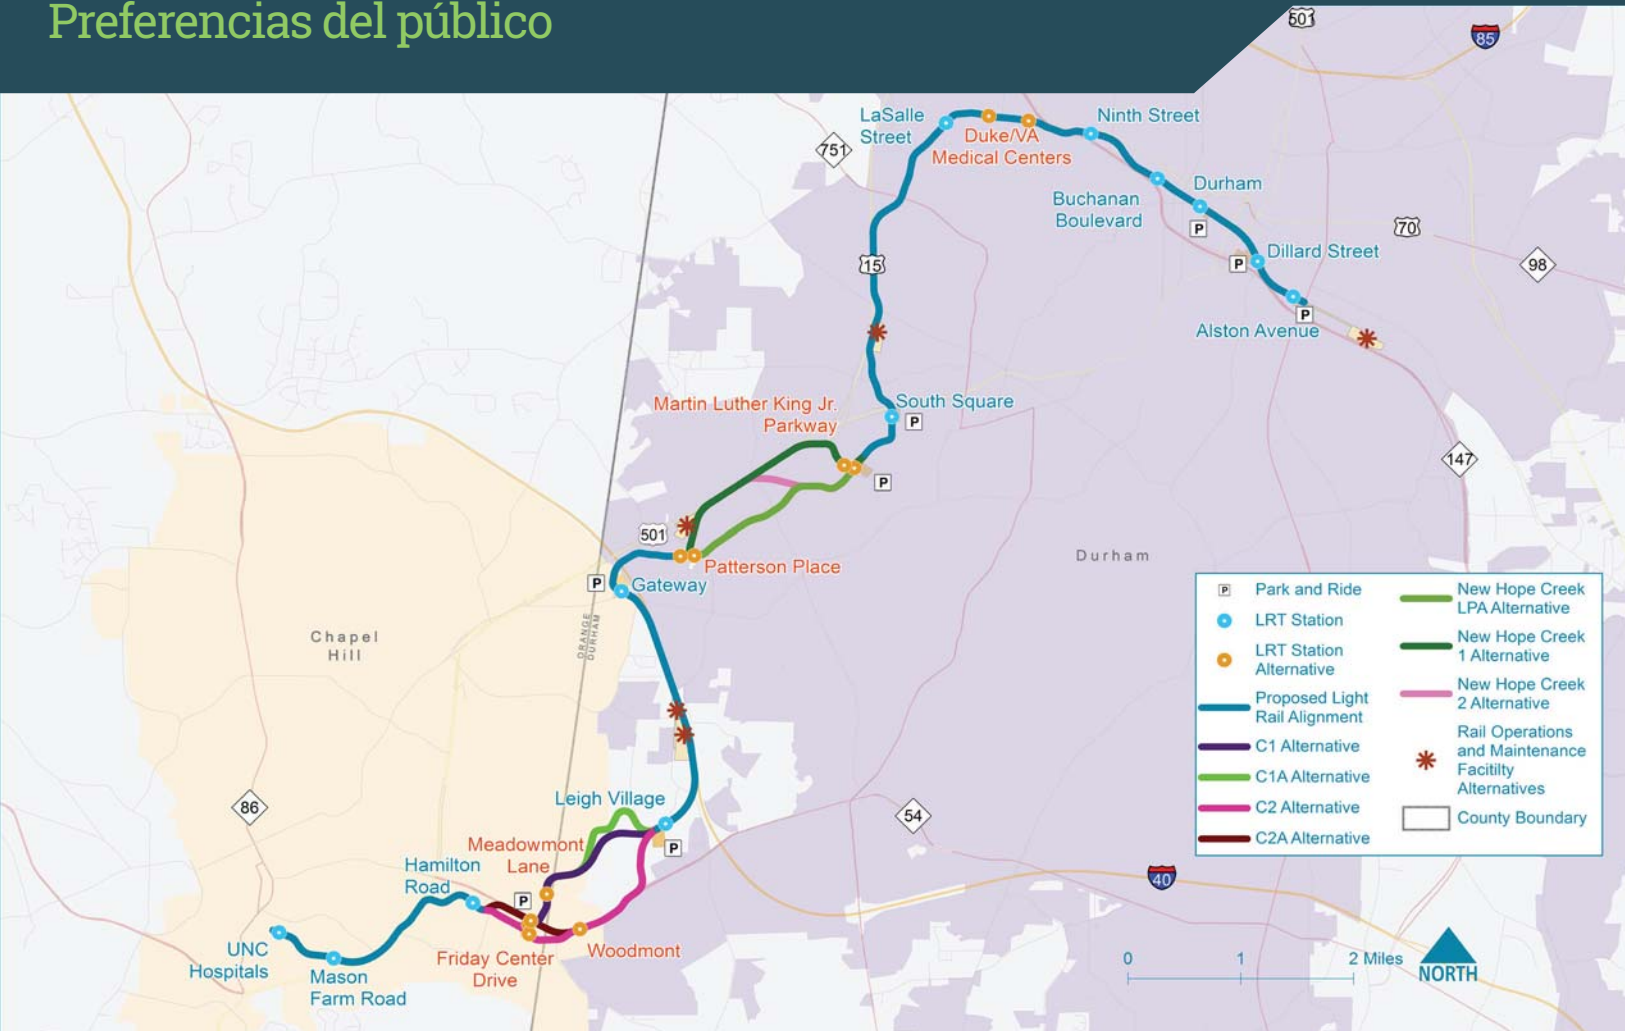 Preferencias del público
501
85
LaSalle
Street
Duke/VA
Medical Centers
Ninth Street
751
Buchanan
Boulevard
Durham
P
70
15
P
Dillard Street
98
P
Alston Avenue
Martin Luther King Jr.
Parkway
South Square
P
147
P
501
Patterson Place
P
Gateway
Durham
ORANGE
DURHAM
Chapel
Hill
86
Leigh Village
P
54
Meadowmont
Lane
Hamilton
Road
P
40
UNC
Hospitals
Mason
Farm Road
Friday Center
Drive
Woodmont
P
Park and Ride
LRT Station
LRT Station
Alternative
Proposed Light
Rail Alignment
C1 Alternative
C1A Alternative
C2 Alternative
C2A Alternative
New Hope Creek
LPA Alternative
New Hope Creek
1 Alternative
New Hope Creek
2 Alternative
Rail Operations
and Maintenance
Facitilty
Alternatives
County Boundary
0 1 2 Miles
NORTH